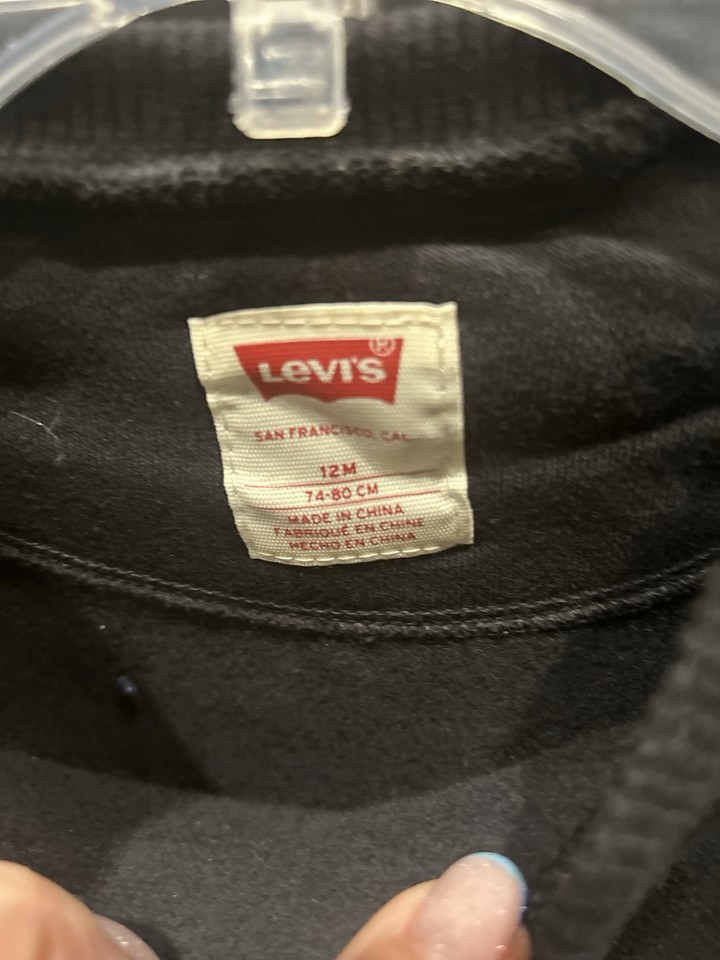 LEVI'S ®
SAN FRANCISCO, CAL.
12M
74-80 CM
MADE IN CHINA
FABRIQUÉ EN CHINE
HECHO EN CHINA